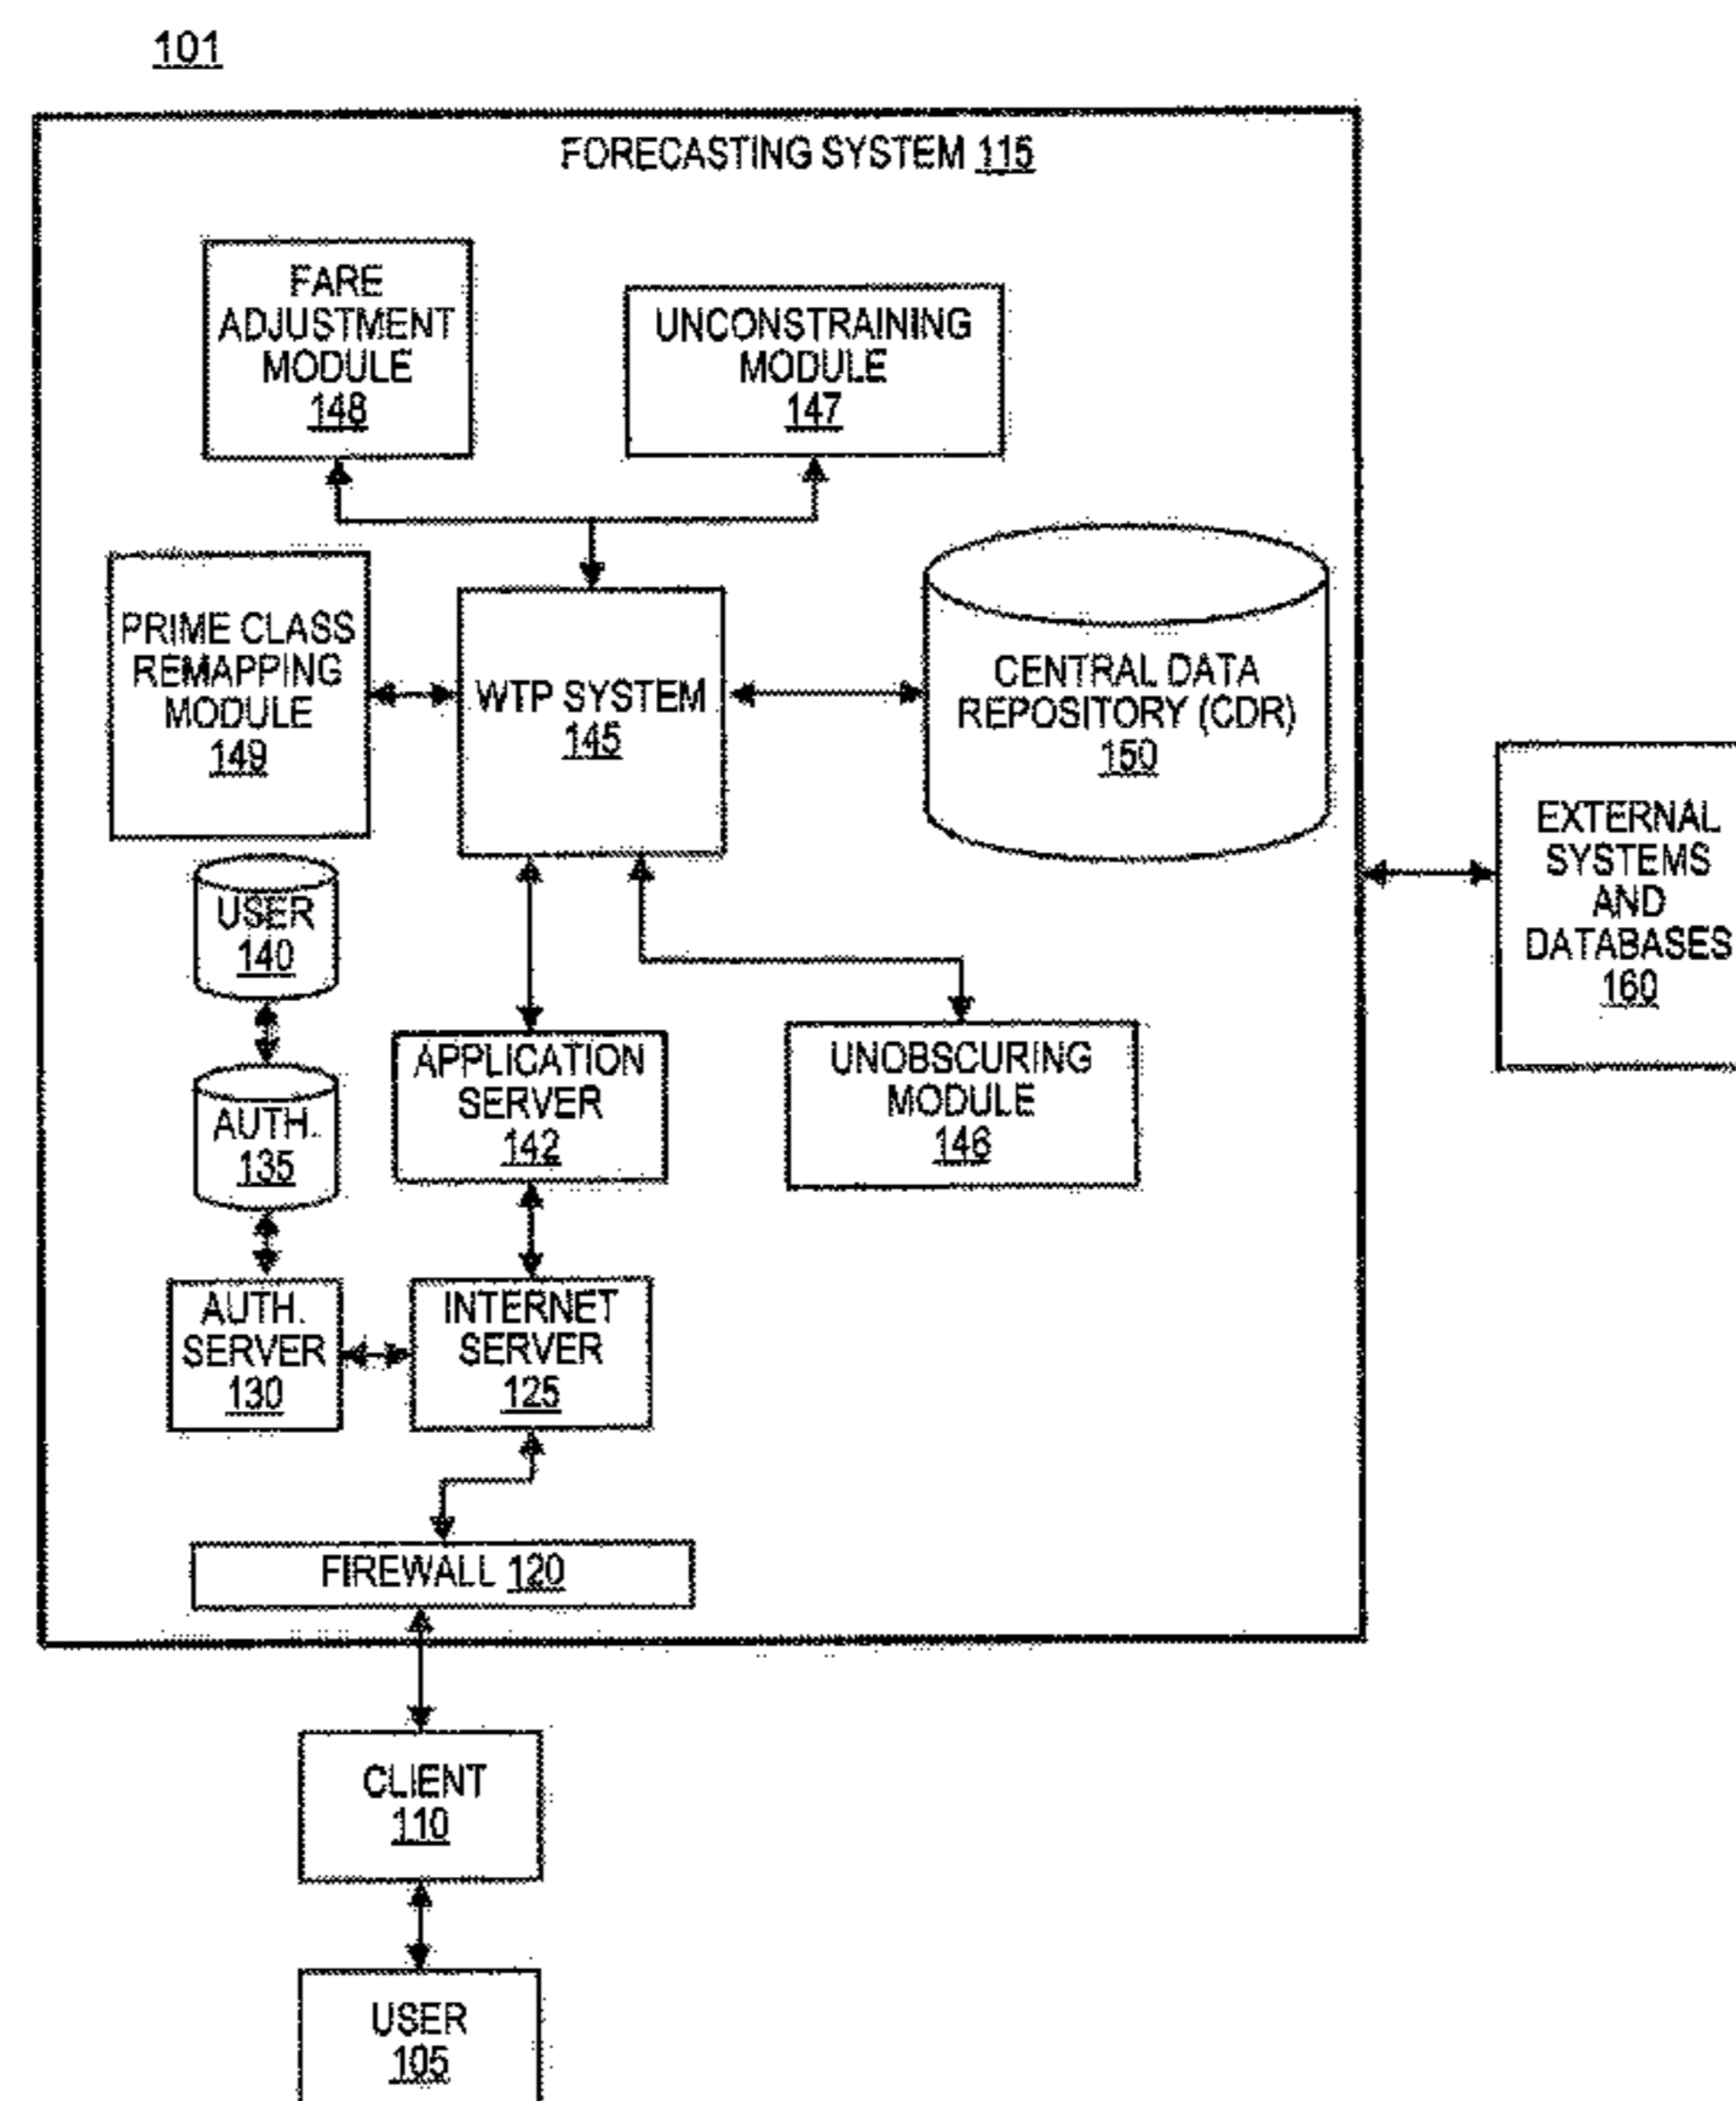 101
FORECASTING SYSTEM 115
FARE
ADJUSTMENT
MODULE
148
UNCONSTRAINING
MODULE
147
PRIME CLASS
REMAPPING
MODULE
149
WTP SYSTEM
145
CENTRAL DATA
REPOSITORY (CDR)
150
EXTERNAL
SYSTEMS
AND
DATABASES
160
USER
140
AUTH.
135
APPLICATION
SERVER
142
UNOBSCURING
MODULE
146
AUTH.
SERVER
130
INTERNET
SERVER
125
FIREWALL 120
CLIENT
110
USER
105